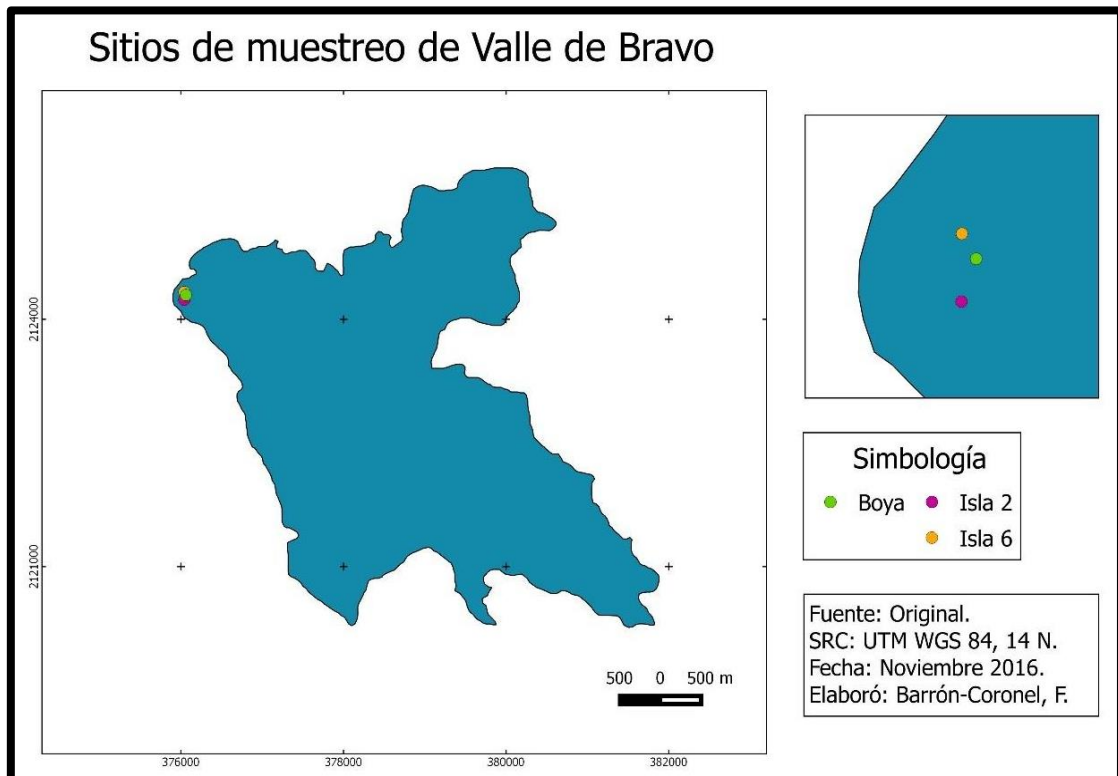 Sitios de muestreo de Valle de Bravo
2124000
2121000
376000
378000
380000
382000
500 0 500 m
Simbología
Boya
Isla 2
Isla 6
Fuente: Original.
SRC: UTM WGS 84, 14 N.
Fecha: Noviembre 2016.
Elaboró: Barrón-Coronel, F.